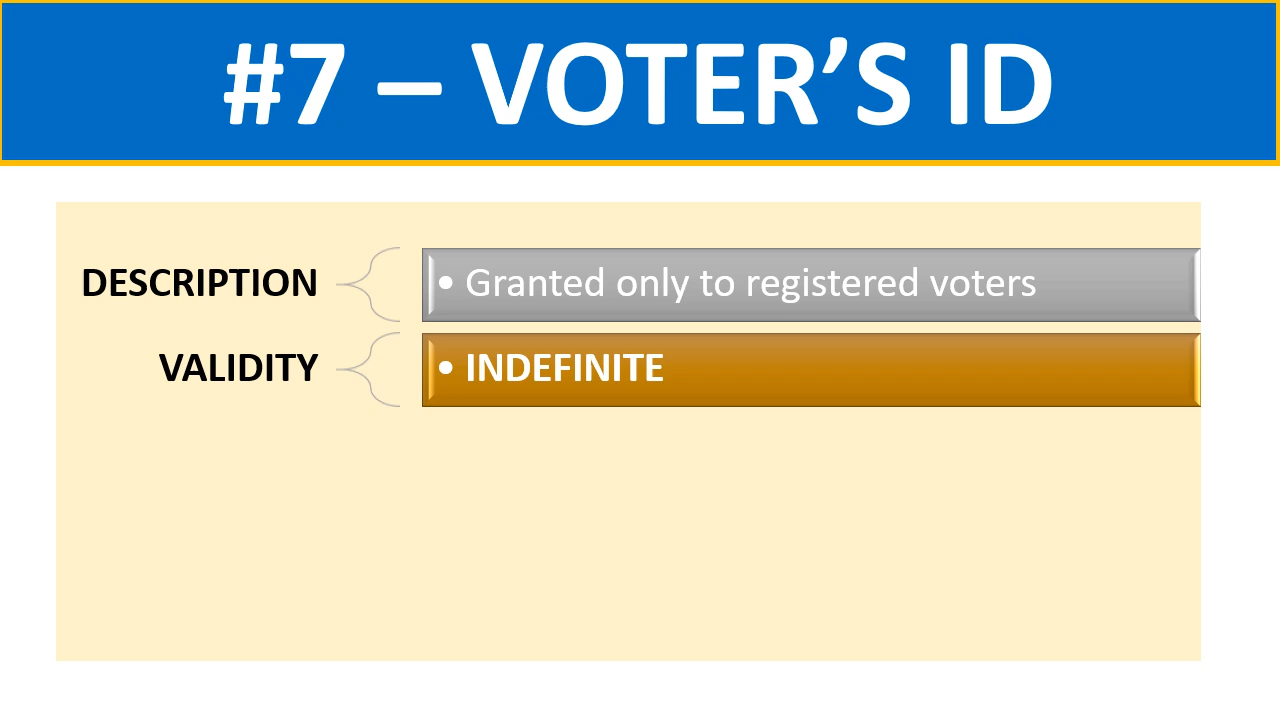 #7 – VOTER’S ID
DESCRIPTION
• Granted only to registered voters
VALIDITY
• INDEFINITE